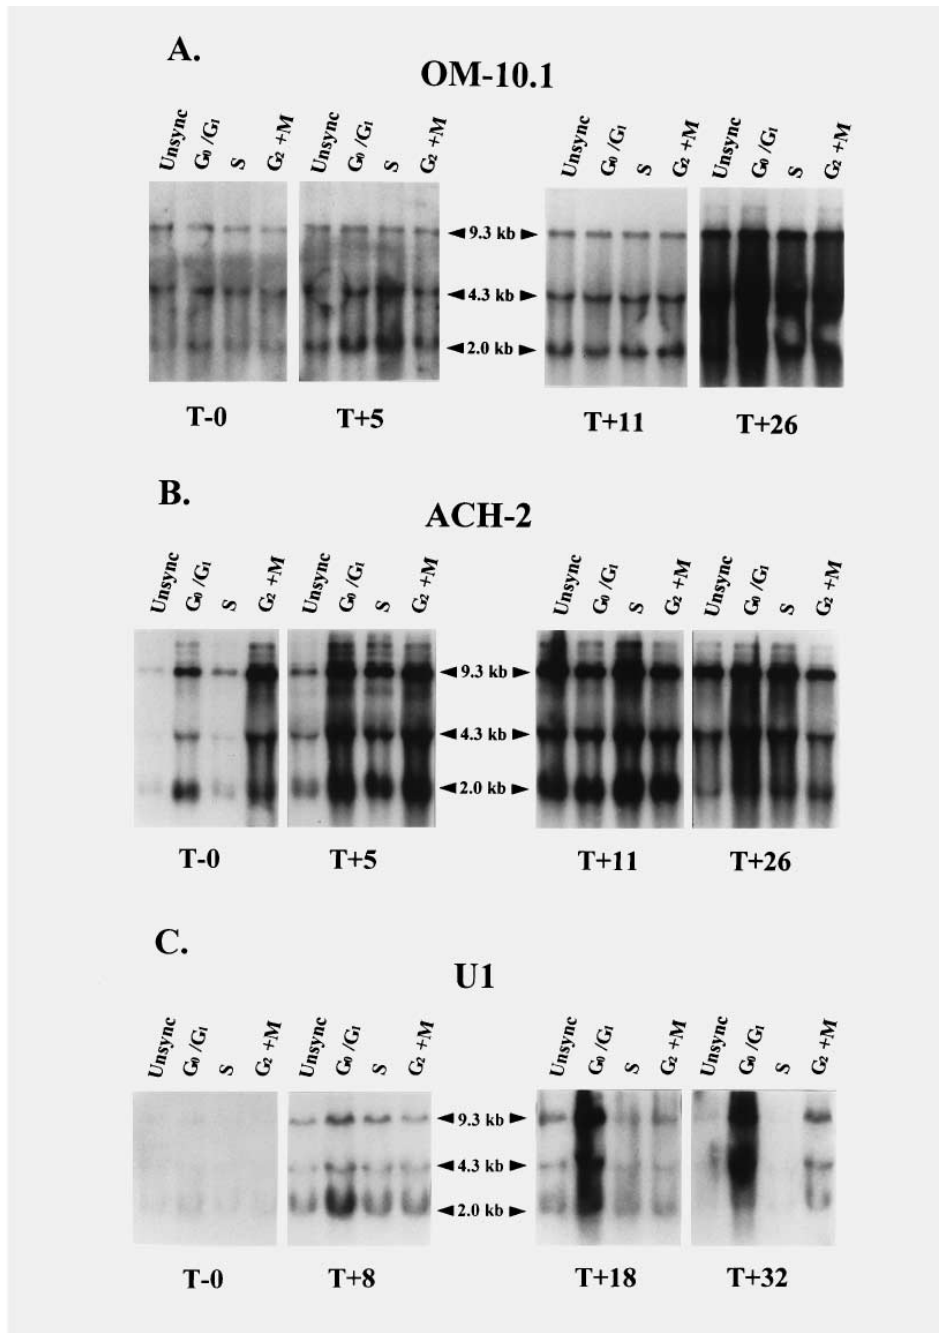 A.
OM-10.1
Unsync G₀/G₁ S G₂+M Unsync G₀/G₁ S G₂+M Unsync G₀/G₁ S G₂+M Unsync G₀/G₁ S G₂+M
◄ 9.3 kb ►
◄ 4.3 kb ►
◄ 2.0 kb ►
T-0 T+5 T+11 T+26
B.
ACH-2
Unsync G₀/G₁ S G₂+M Unsync G₀/G₁ S G₂+M Unsync G₀/G₁ S G₂+M Unsync G₀/G₁ S G₂+M
◄ 9.3 kb ►
◄ 4.3 kb ►
◄ 2.0 kb ►
T-0 T+5 T+11 T+26
C.
U1
Unsync G₀/G₁ S G₂+M Unsync G₀/G₁ S G₂+M Unsync G₀/G₁ S G₂+M Unsync G₀/G₁ S G₂+M
◄ 9.3 kb ►
◄ 4.3 kb ►
◄ 2.0 kb ►
T-0 T+8 T+18 T+32